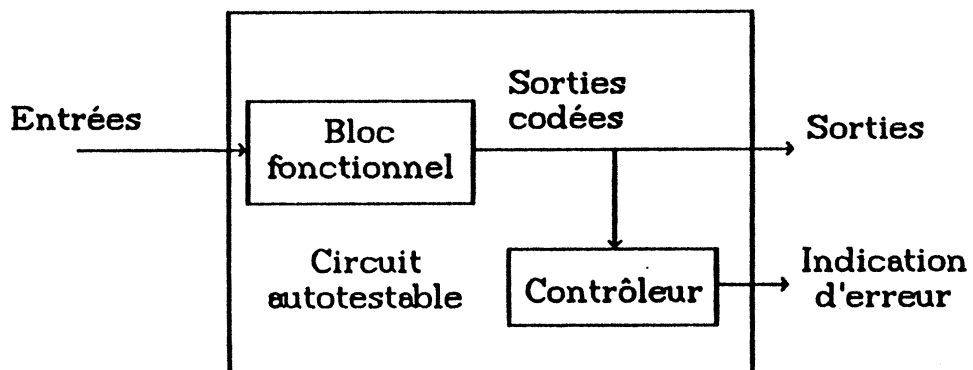 Entrées
Bloc
fonctionnel
Sorties
codées
Sorties
Circuit
autotestable
Contrôleur
Indication
d'erreur